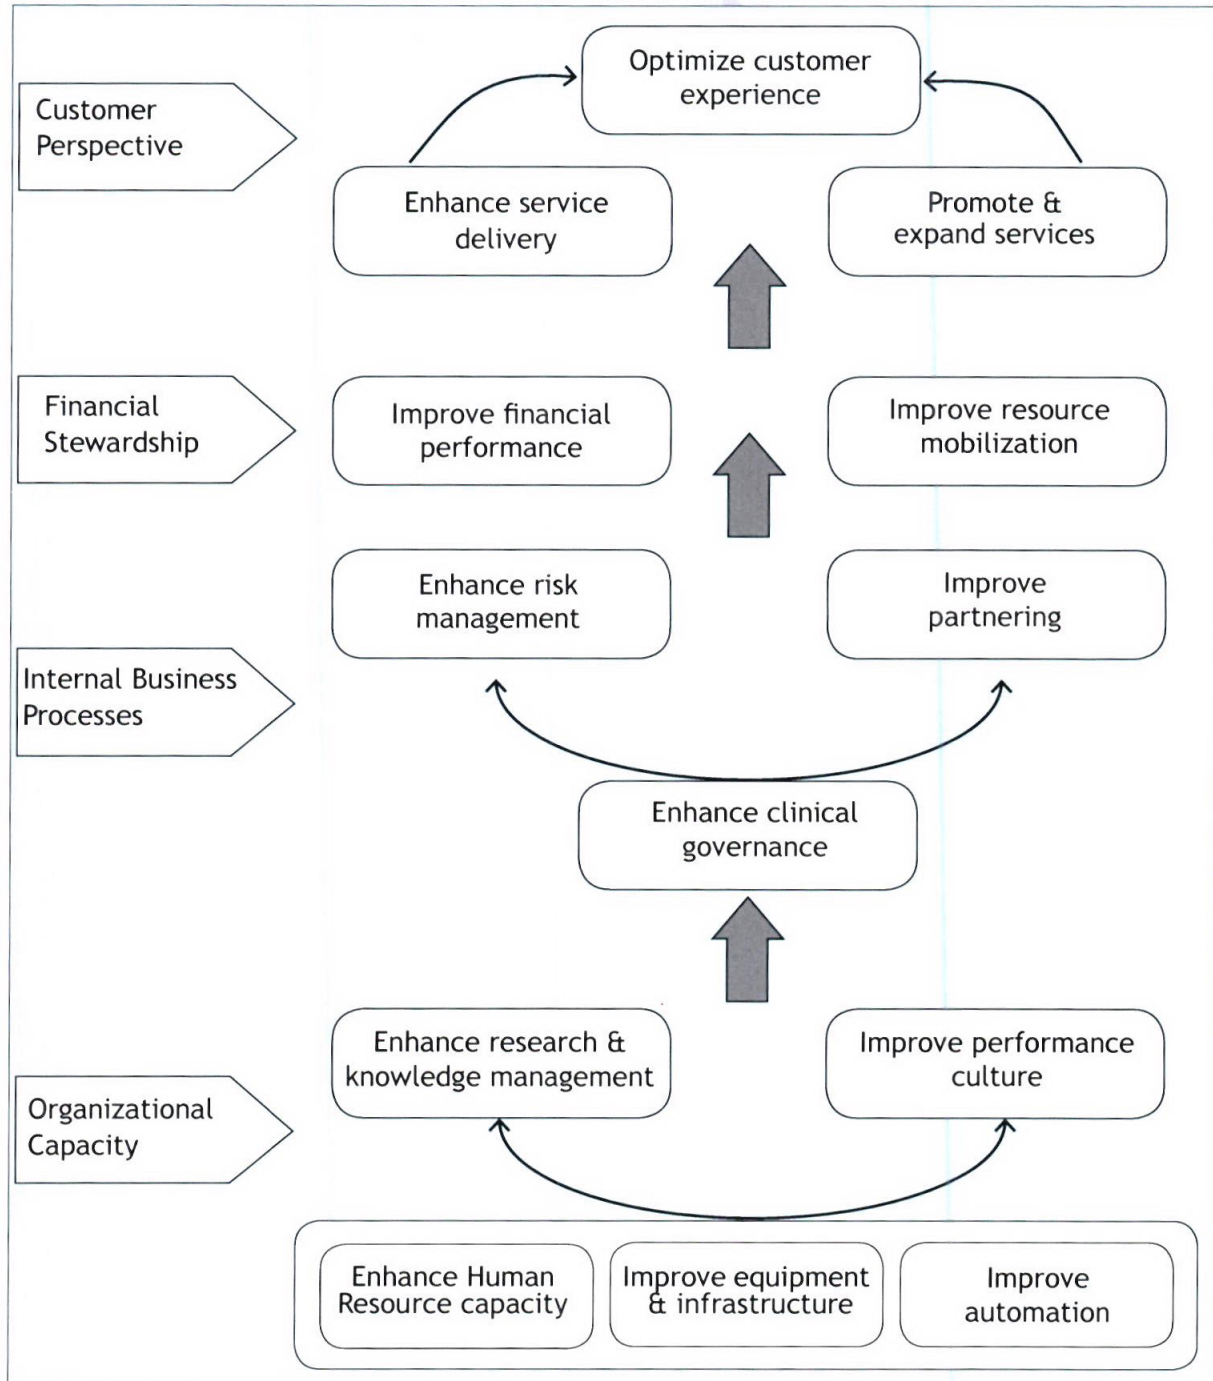 Optimize customer
experience
Customer
Perspective
Enhance service
delivery
Promote &
expand services
Financial
Stewardship
Improve financial
performance
Improve resource
mobilization
Enhance risk
management
Improve
partnering
Internal Business
Processes
Enhance clinical
governance
Enhance research &
knowledge management
Improve performance
culture
Organizational
Capacity
Enhance Human
Resource capacity
Improve equipment
& infrastructure
Improve
automation